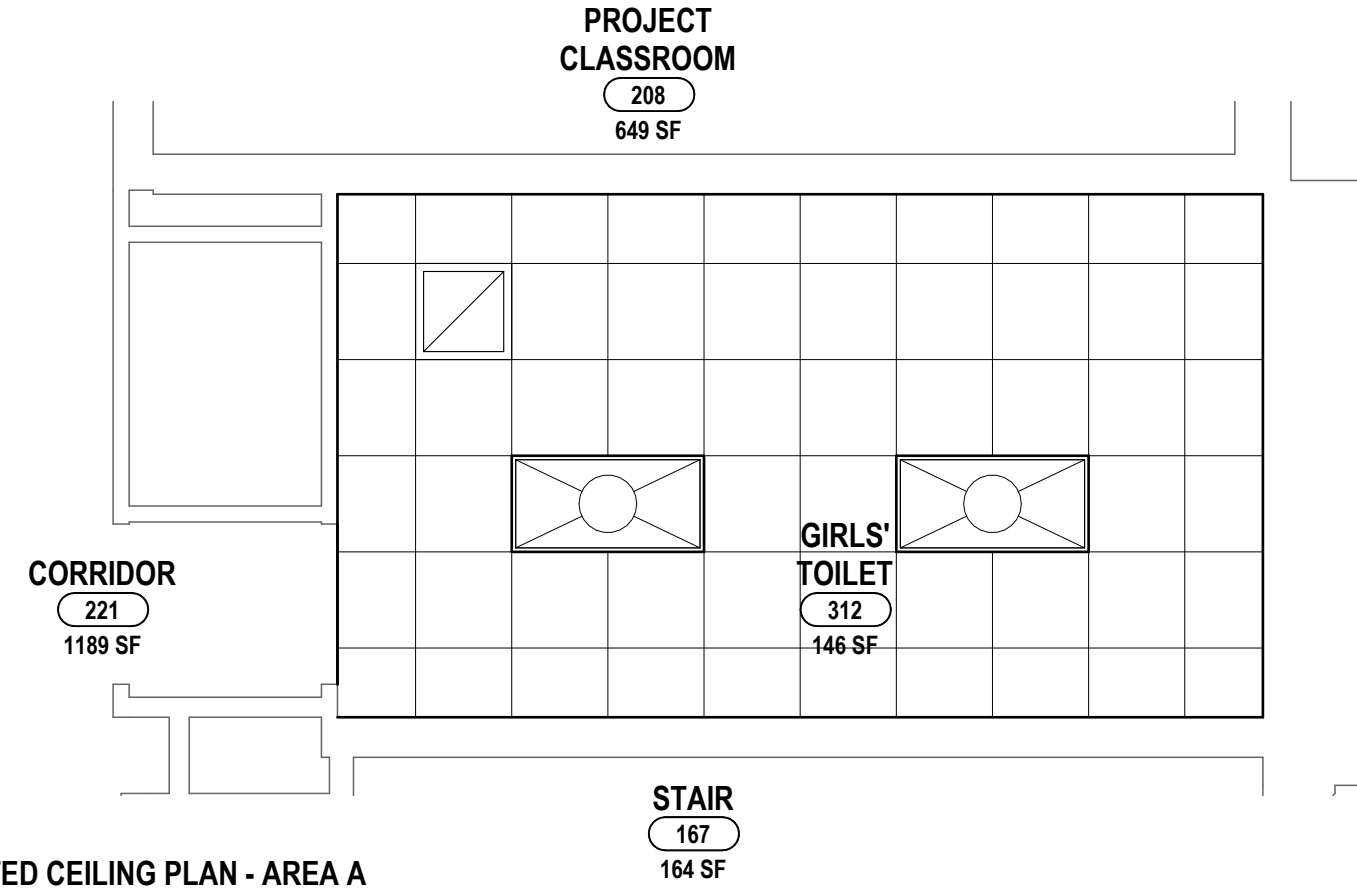 PROJECT
CLASSROOM
208
649 SF
GIRLS'
TOILET
312
146 SF
CORRIDOR
221
1189 SF
STAIR
167
164 SF
TED CEILING PLAN - AREA A